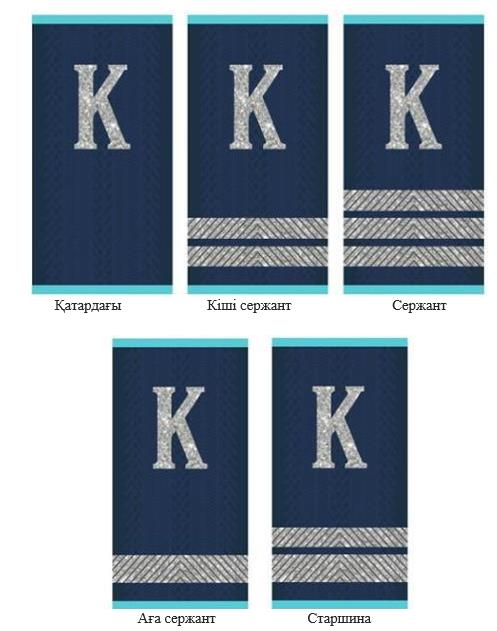 К К К
Қатардағы Кіші сержант Сержант
К К
Аға сержант Старшина